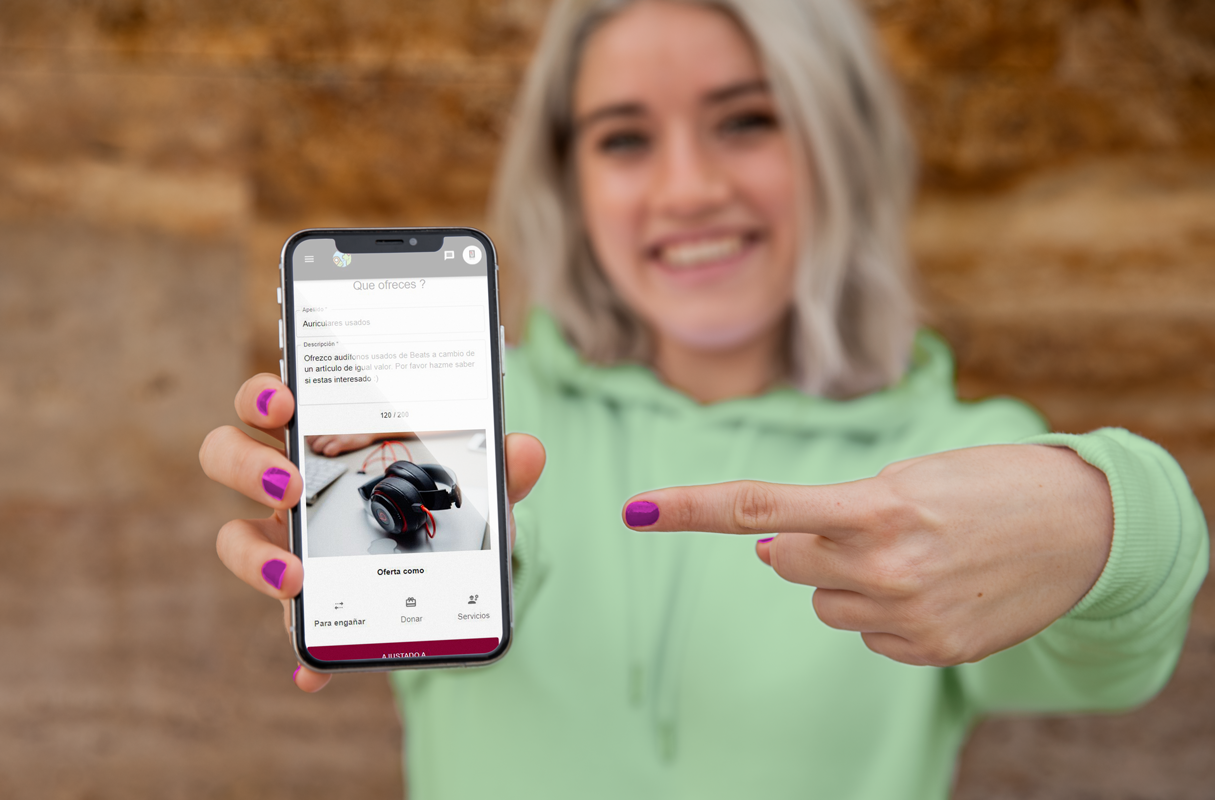 Que ofreces ?
Auriculares usados
Descripción *
Ofrezco audífonos usados de Beats a cambio de
un artículo de igual valor. Por favor hazme saber
si estas interesado :)
120 / 200
Oferta como
Para engañar
Donar
Servicios
AJUSTADO A